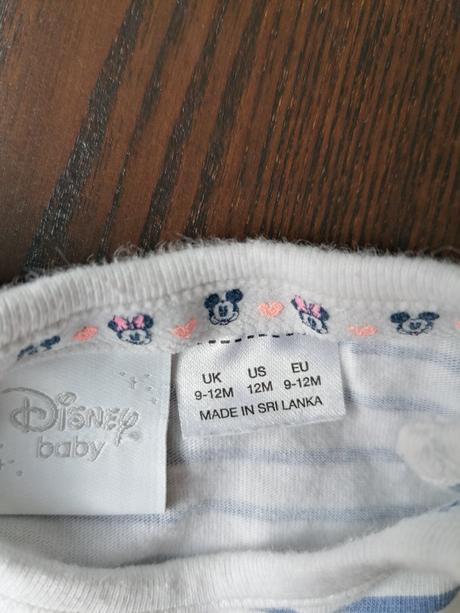 Disney
baby
UK US EU
9-12M 12M 9-12M
MADE IN SRI LANKA